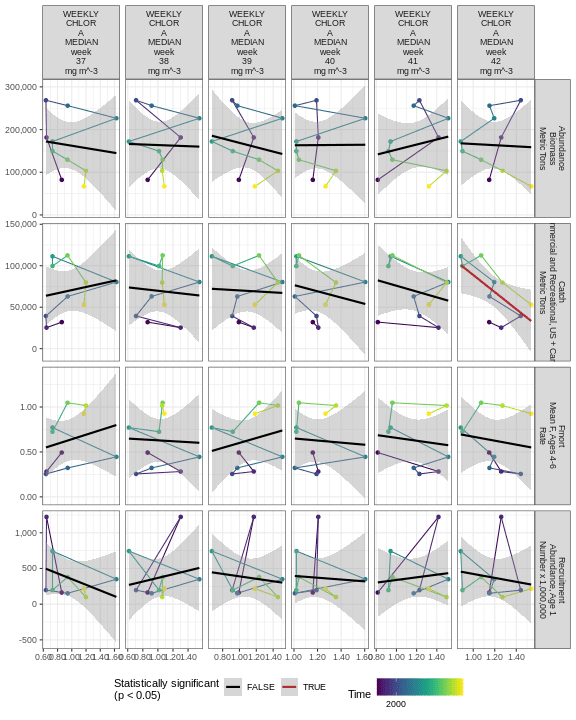 WEEKLY
CHLOR
A
MEDIAN
week
37
mg m^-3
WEEKLY
CHLOR
A
MEDIAN
week
38
mg m^-3
WEEKLY
CHLOR
A
MEDIAN
week
39
mg m^-3
WEEKLY
CHLOR
A
MEDIAN
week
40
mg m^-3
WEEKLY
CHLOR
A
MEDIAN
week
41
mg m^-3
WEEKLY
CHLOR
A
MEDIAN
week
42
mg m^-3
300,000
200,000
100,000
0
Abundance
Biomass
Metric Tons
150,000
100,000
50,000
0
Catch
and Recreational, US +
Metric Tons
1.00
0.50
0.00
Fmort
Mean F, Ages 4-6
Rate
1,000
500
0
-500
Recruitment
Abundance, Age 1
Number x 1,000,000
0.60 0.80 1.00 1.20 1.40
0.60 0.80 1.00 1.20 1.40
0.60 0.80 1.00 1.20 1.40
1.00 1.20 1.40 1.60
0.80 1.00 1.20 1.40
1.00 1.20 1.40
Statistically significant
(p < 0.05)
FALSE
TRUE
Time
2000